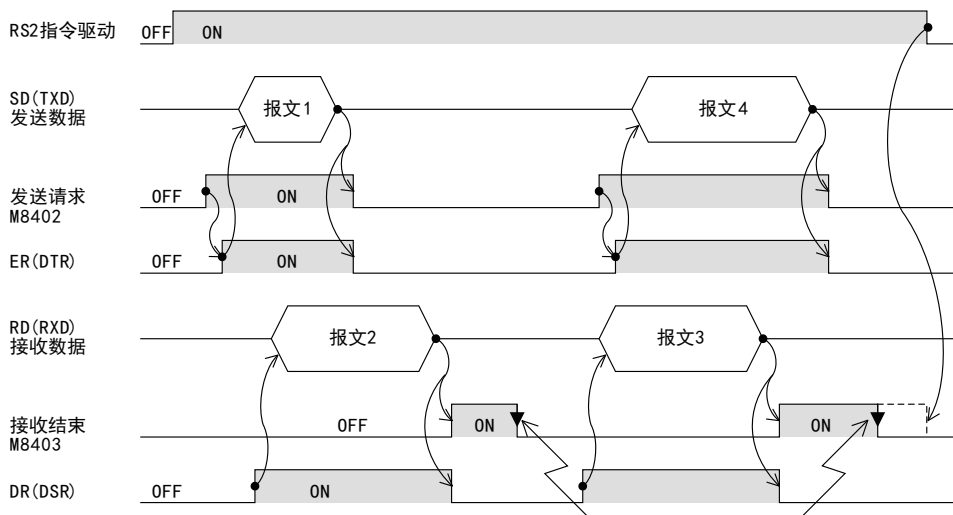 RS2指令驱动 OFF ON
SD(TXD)
发送数据
报文1 报文4
发送请求
M8402
OFF ON
ER(DTR) OFF ON
RD(RXD)
接收数据
报文2 报文3
接收结束
M8403
OFF ON ON
DR(DSR) OFF ON